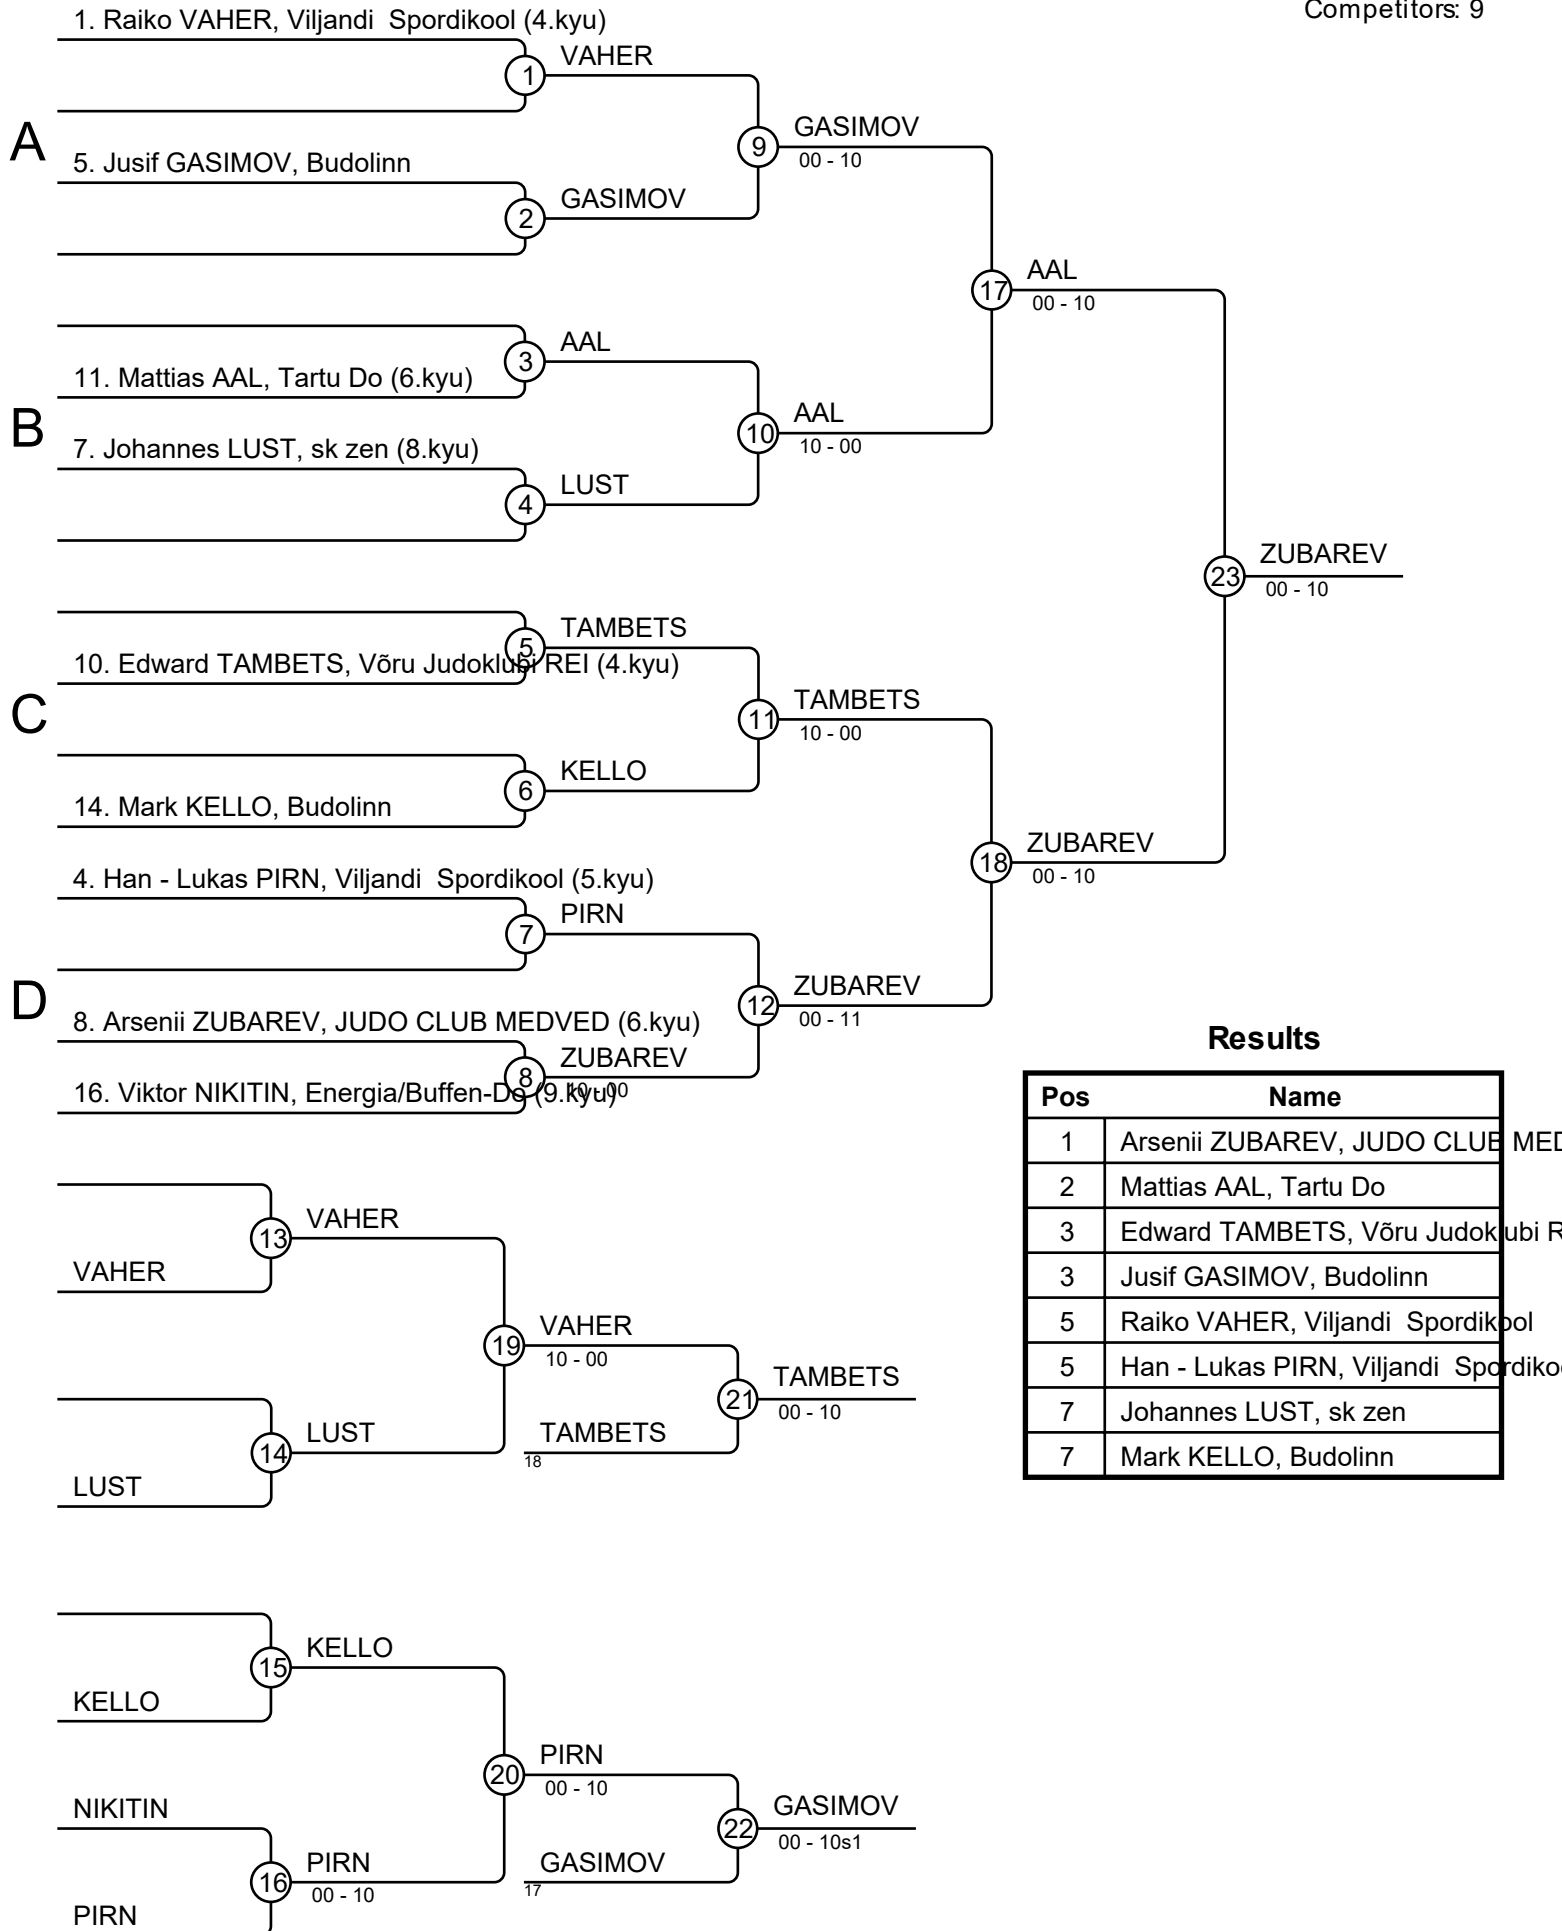 Competitors: 9
1. Raiko VAHER, Viljandi  Spordikool (4.kyu)
VAHER
1
A
GASIMOV
9
00 - 10
5. Jusif GASIMOV, Budolinn
GASIMOV
2
AAL
17
00 - 10
AAL
3
11. Mattias AAL, Tartu Do (6.kyu)
B
AAL
10
10 - 00
7. Johannes LUST, sk zen (8.kyu)
LUST
4
ZUBAREV
23
00 - 10
TAMBETS
5
10. Edward TAMBETS, Võru Judoklubi REI (4.kyu)
C
TAMBETS
11
10 - 00
KELLO
6
14. Mark KELLO, Budolinn
ZUBAREV
18
00 - 10
4. Han - Lukas PIRN, Viljandi  Spordikool (5.kyu)
PIRN
7
D
ZUBAREV
12
00 - 11
8. Arsenii ZUBAREV, JUDO CLUB MEDVED (6.kyu)
ZUBAREV
8
10 - 00
16. Viktor NIKITIN, Energia/Buffen-Do (9.kyu)
Results
Pos Name
1 Arsenii ZUBAREV, JUDO CLUB MED
2 Mattias AAL, Tartu Do
3 Edward TAMBETS, Võru Judoklubi R
3 Jusif GASIMOV, Budolinn
5 Raiko VAHER, Viljandi  Spordikool
5 Han - Lukas PIRN, Viljandi  Spordikoo
7 Johannes LUST, sk zen
7 Mark KELLO, Budolinn
VAHER
13
VAHER
VAHER
19
10 - 00
TAMBETS
21
00 - 10
LUST
14
TAMBETS
18
LUST
KELLO
15
KELLO
PIRN
20
00 - 10
NIKITIN
GASIMOV
22
00 - 10s1
PIRN
16
00 - 10
GASIMOV
17
PIRN